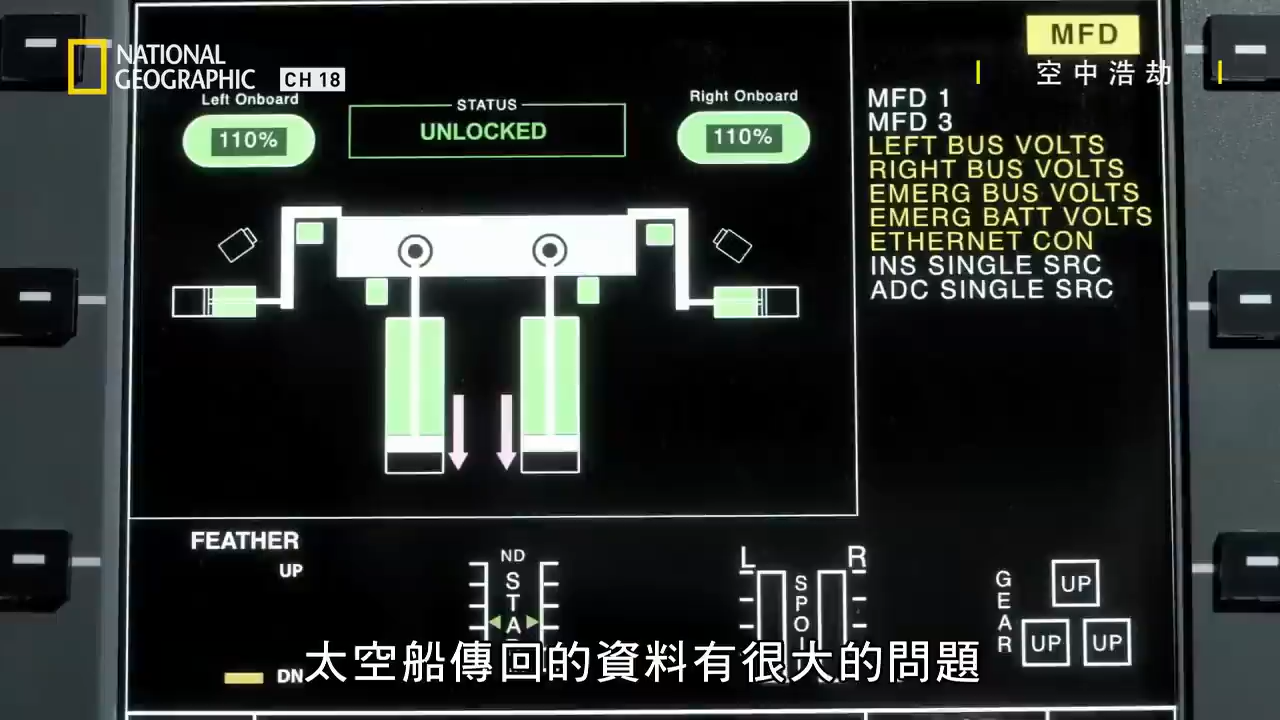 NATIONAL
GEOGRAPHIC
CH 18
MFD
空中浩劫
Left Onboard
110%
STATUS
UNLOCKED
Right Onboard
110%
MFD 1
MFD 3
LEFT BUS VOLTS
RIGHT BUS VOLTS
EMERG BUS VOLTS
EMERG BATT VOLTS
ETHERNET CON
INS SINGLE SRC
ADC SINGLE SRC
FEATHER
UP
DN
ND
STA
L
R
SPO
GEAR
UP
UP
UP
太空船傳回的資料有很大的問題